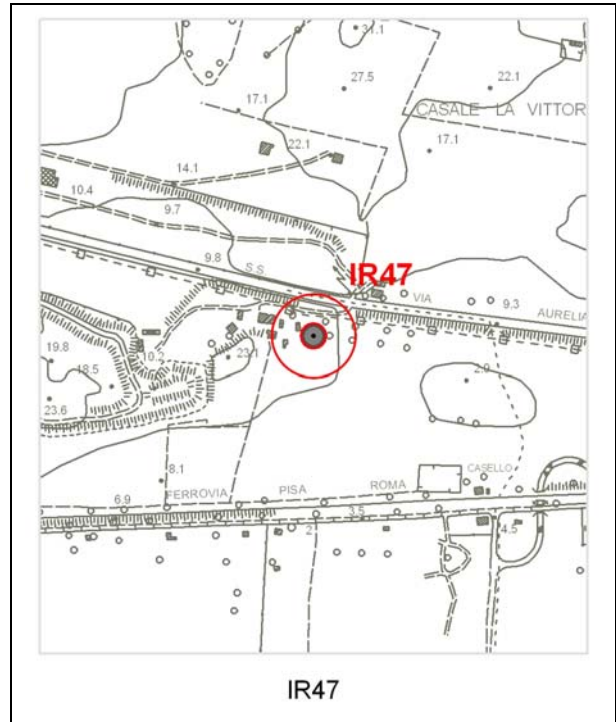 31.1
27.5
22.1
17.1
CASALE LA VITTOR
22.1
17.1
14.1
10.4
9.7
9.8
S.S.
IR47
VIA
9.3
AURELIA
10.2
23.1
19.8
18.5
2.9
23.6
8.1
CASELLO
FERROVIA PISA ROMA
6.9
3.5
2
4.5
IR47